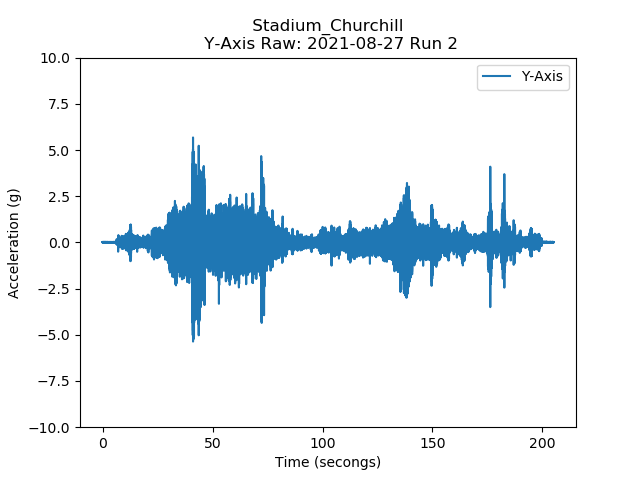 Stadium_Churchill
Y-Axis Raw: 2021-08-27 Run 2
Y-Axis
Acceleration (g)
10.0
7.5
5.0
2.5
0.0
−2.5
−5.0
−7.5
−10.0
0
50
100
150
200
Time (secongs)